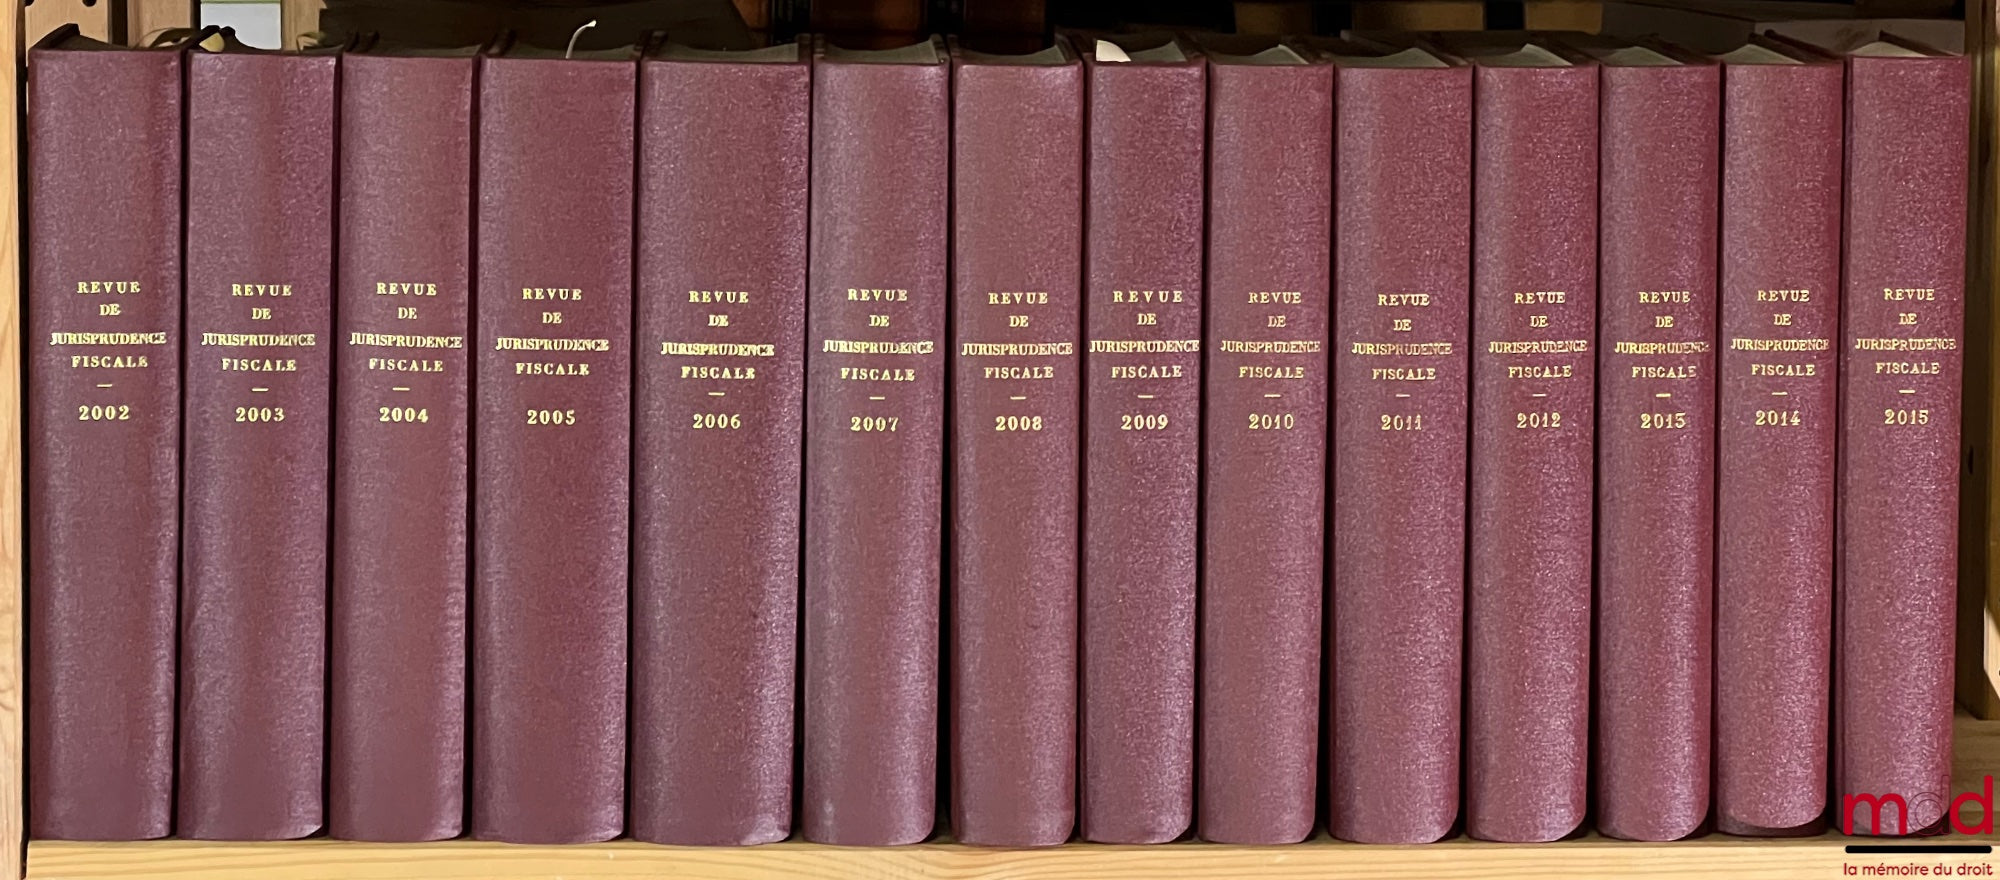 REVUE
DE
JURISPRUDENCE
FISCALE
2002
REVUE
DE
JURISPRUDENCE
FISCALE
2003
REVUE
DE
JURISPRUDENCE
FISCALE
2004
REVUE
DE
JURISPRUDENCE
FISCALE
2005
REVUE
DE
JURISPRUDENCE
FISCALE
2006
REVUE
DE
JURISPRUDENCE
FISCALE
2007
REVUE
DE
JURISPRUDENCE
FISCALE
2008
REVUE
DE
JURISPRUDENCE
FISCALE
2009
REVUE
DE
JURISPRUDENCE
FISCALE
2010
REVUE
DE
JURISPRUDENCE
FISCALE
2011
REVUE
DE
JURISPRUDENCE
FISCALE
2012
REVUE
DE
JURISPRUDENCE
FISCALE
2013
REVUE
DE
JURISPRUDENCE
FISCALE
2014
REVUE
DE
JURISPRUDENCE
FISCALE
2015
mdd
la mémoire du droit